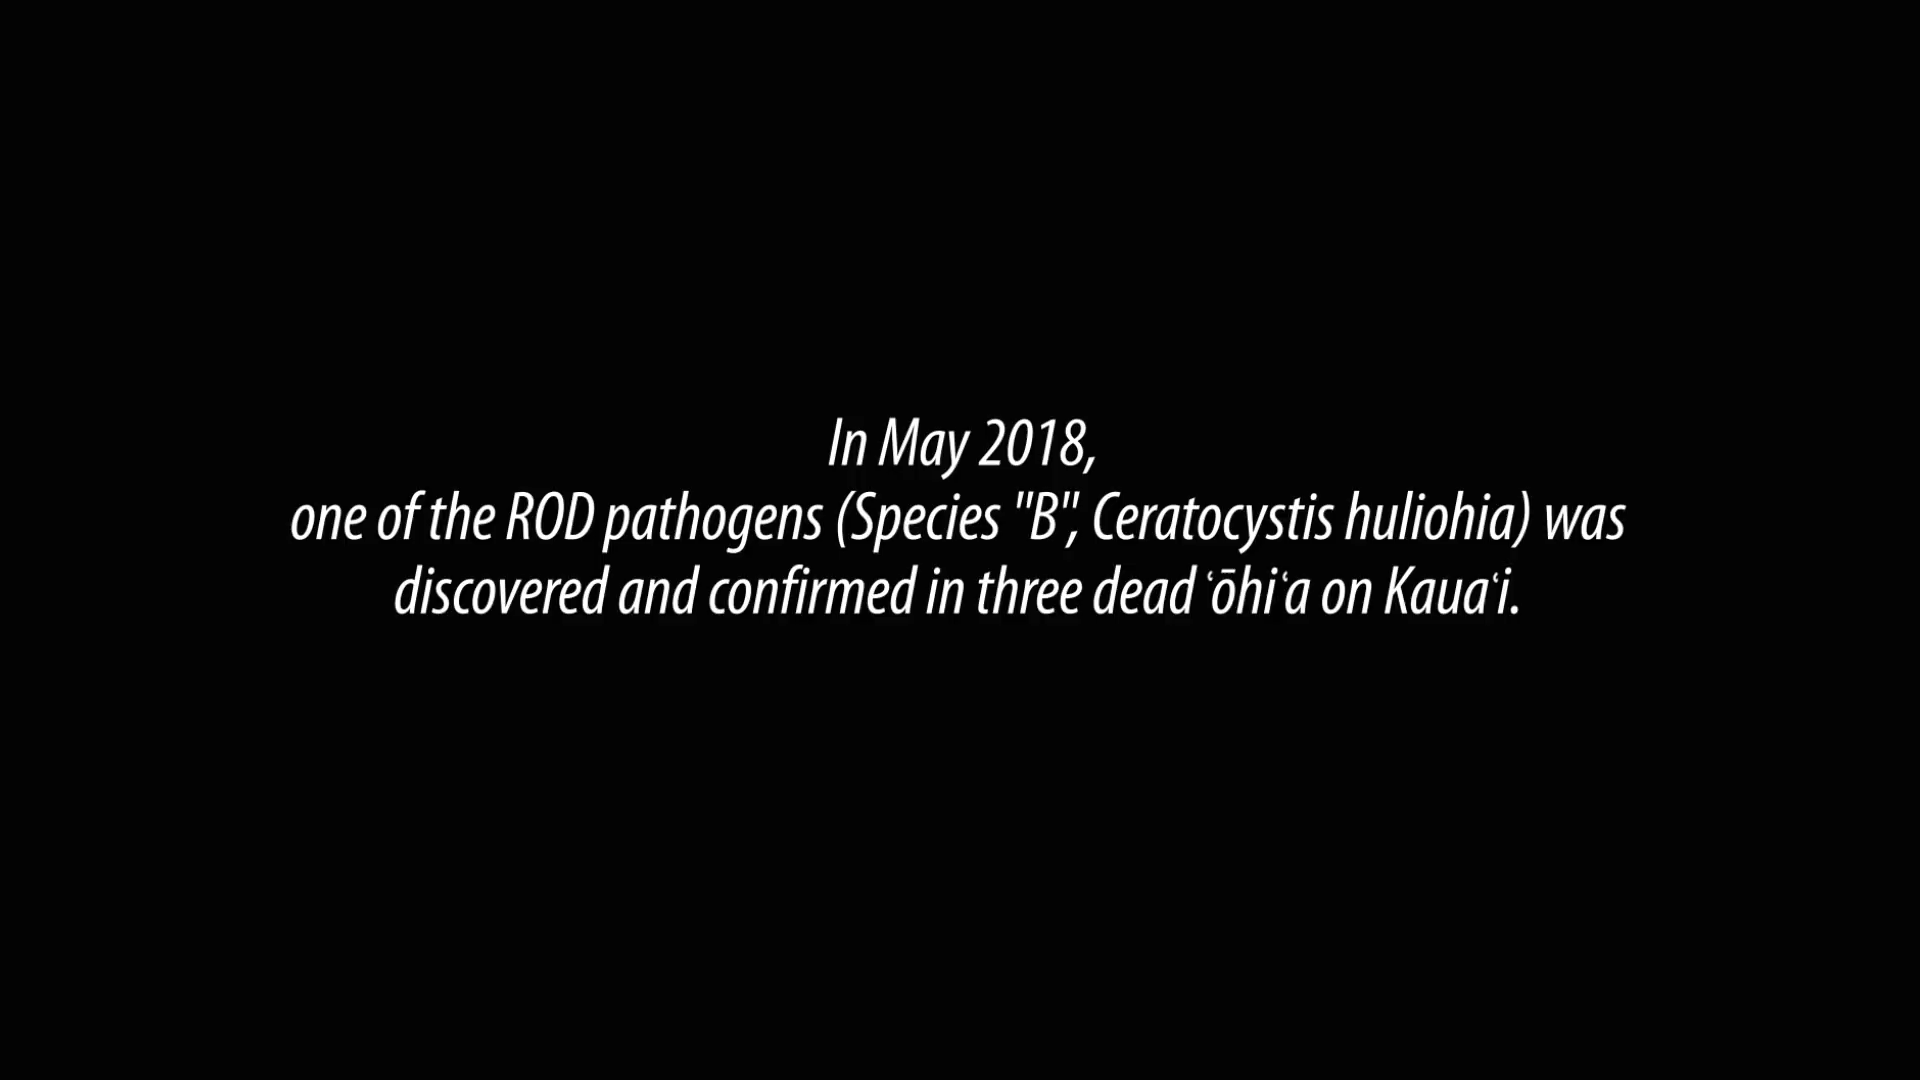 In May 2018,
one of the ROD pathogens (Species "B", Ceratocystis huliohia) was
discovered and confirmed in three dead ʻōhiʻa on Kauaʻi.